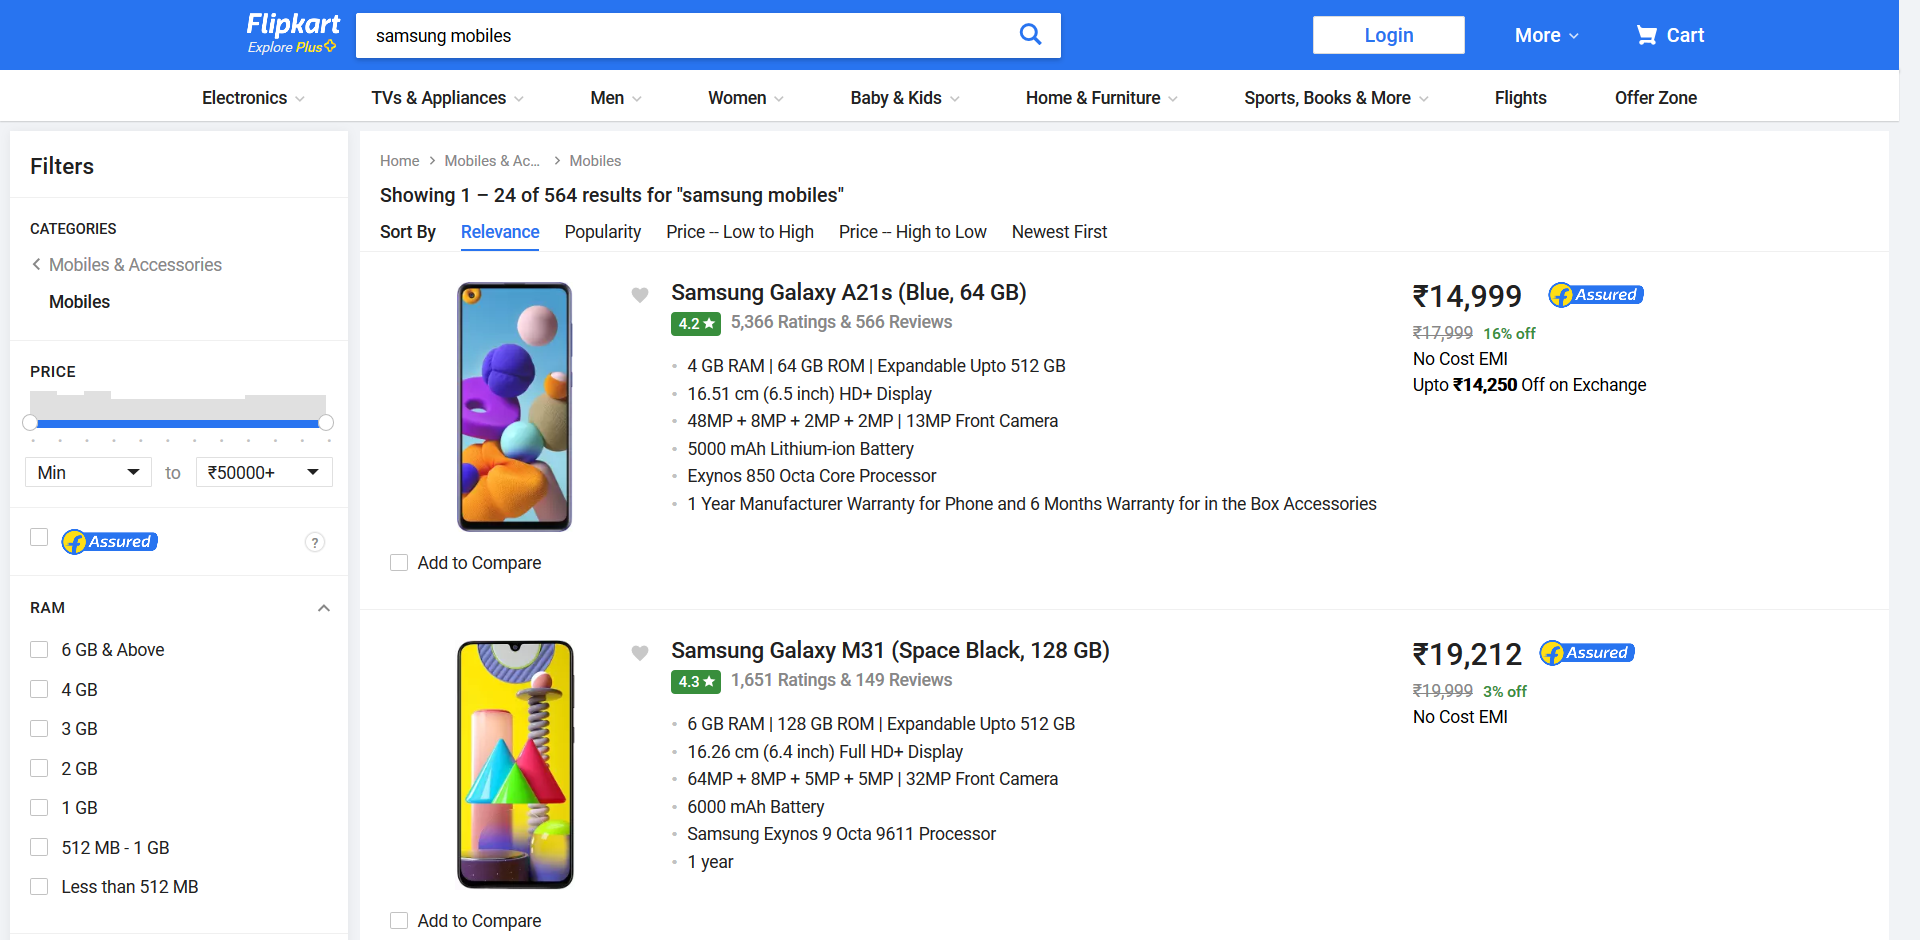 Flipkart
Explore Plus
samsung mobiles
Login
More
Cart
Electronics
TVs & Appliances
Men
Women
Baby & Kids
Home & Furniture
Sports, Books & More
Flights
Offer Zone
Filters
CATEGORIES
Mobiles & Accessories
Mobiles
PRICE
Min to ₹50000+
Assured
?
RAM
6 GB & Above
4 GB
3 GB
2 GB
1 GB
512 MB - 1 GB
Less than 512 MB
Home > Mobiles & Ac... > Mobiles
Showing 1 – 24 of 564 results for "samsung mobiles"
Sort By Relevance Popularity Price -- Low to High Price -- High to Low Newest First
Samsung Galaxy A21s (Blue, 64 GB)
4.2 ★ 5,366 Ratings & 566 Reviews
4 GB RAM | 64 GB ROM | Expandable Upto 512 GB
16.51 cm (6.5 inch) HD+ Display
48MP + 8MP + 2MP + 2MP | 13MP Front Camera
5000 mAh Lithium-ion Battery
Exynos 850 Octa Core Processor
1 Year Manufacturer Warranty for Phone and 6 Months Warranty for in the Box Accessories
₹14,999 Assured
₹17,999 16% off
No Cost EMI
Upto ₹14,250 Off on Exchange
Add to Compare
Samsung Galaxy M31 (Space Black, 128 GB)
4.3 ★ 1,651 Ratings & 149 Reviews
6 GB RAM | 128 GB ROM | Expandable Upto 512 GB
16.26 cm (6.4 inch) Full HD+ Display
64MP + 8MP + 5MP + 5MP | 32MP Front Camera
6000 mAh Battery
Samsung Exynos 9 Octa 9611 Processor
1 year
₹19,212 Assured
₹19,999 3% off
No Cost EMI
Add to Compare